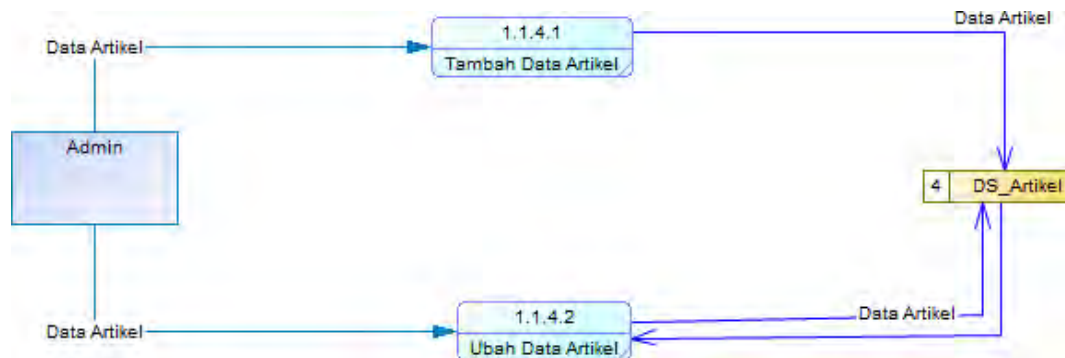 Data Artikel
1.1.4.1
Tambah Data Artikel
Data Artikel
Admin
4 DS_Artikel
Data Artikel
1.1.4.2
Ubah Data Artikel
Data Artikel